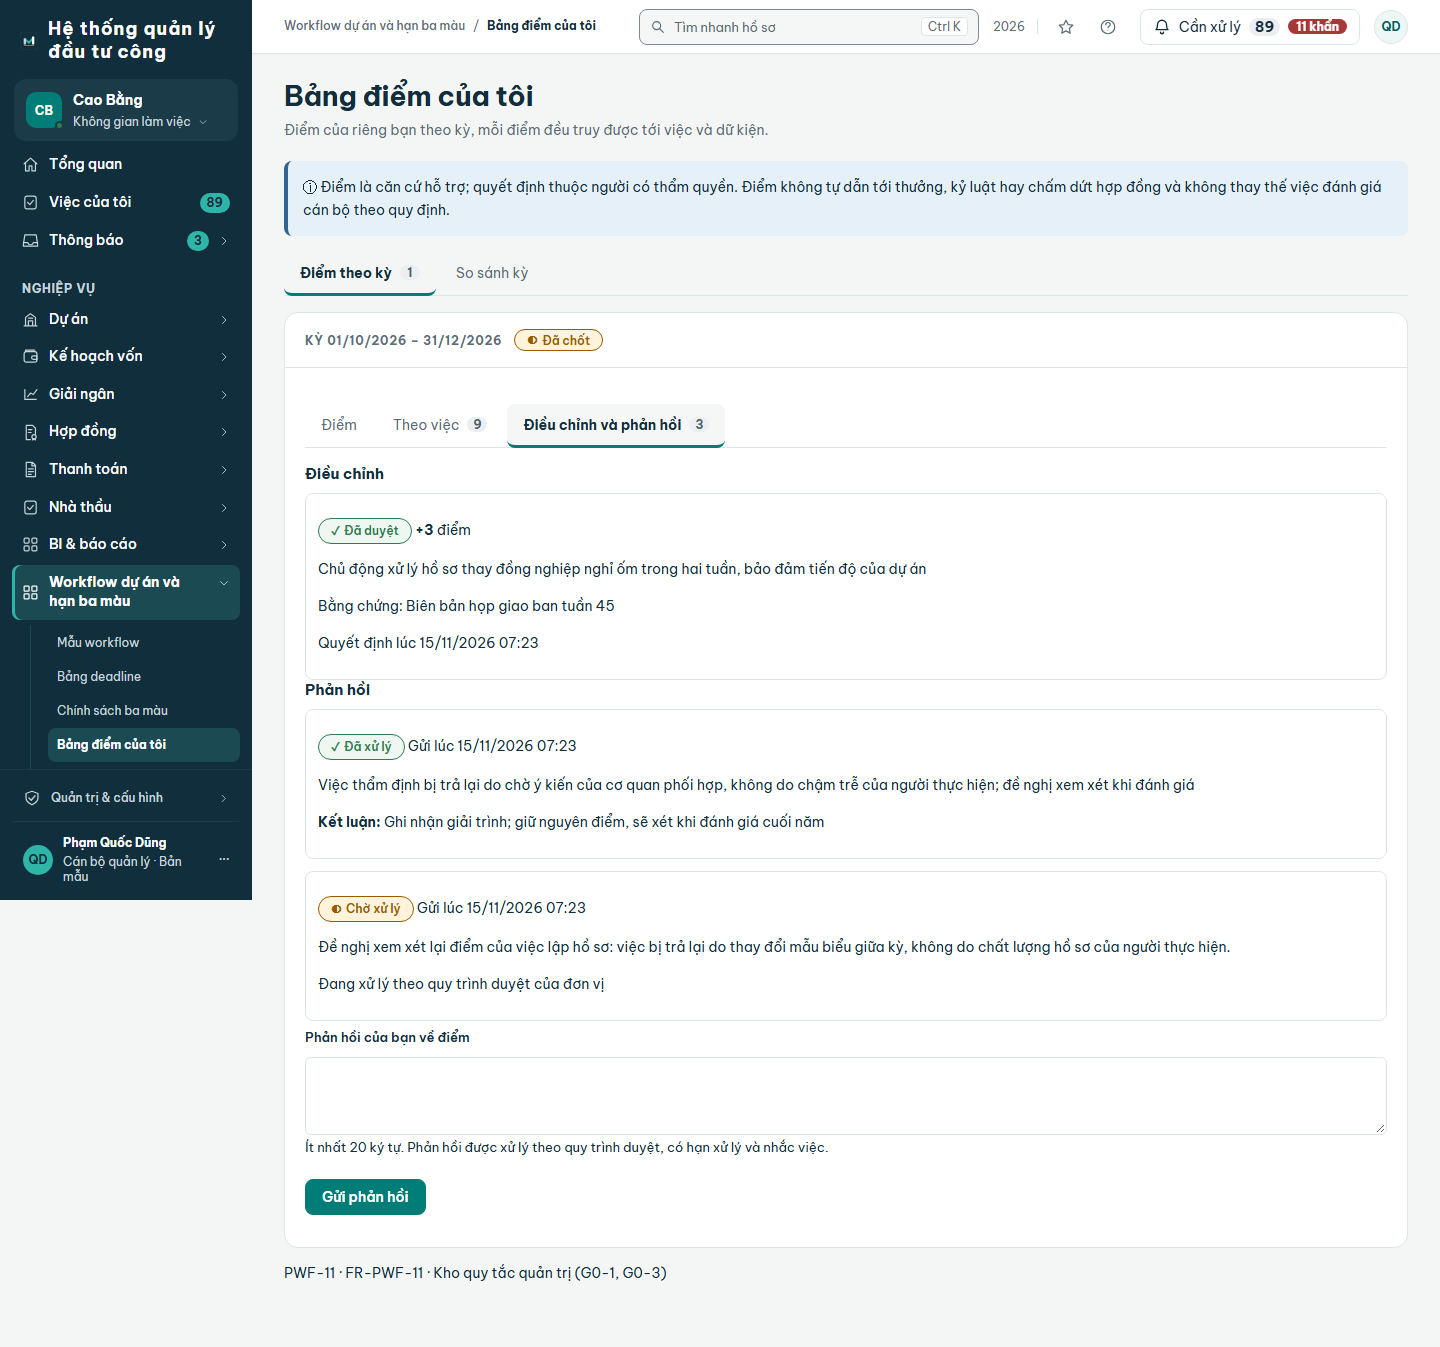 Hệ thống quản lý
đầu tư công
CB
Cao Bằng
Không gian làm việc
Tổng quan
Việc của tôi 89
Thông báo 3
NGHIỆP VỤ
Dự án
Kế hoạch vốn
Giải ngân
Hợp đồng
Thanh toán
Nhà thầu
BI & báo cáo
Workflow dự án và
hạn ba màu
Mẫu workflow
Bảng deadline
Chính sách ba màu
Bảng điểm của tôi
Quản trị & cấu hình
QD
Phạm Quốc Dũng
Cán bộ quản lý · Bản
mẫu
Workflow dự án và hạn ba màu / Bảng điểm của tôi
Tìm nhanh hồ sơ Ctrl K
2026
Cần xử lý 89 11 khẩn
QD
Bảng điểm của tôi
Điểm của riêng bạn theo kỳ, mỗi điểm đều truy được tới việc và dữ kiện.
Điểm là căn cứ hỗ trợ; quyết định thuộc người có thẩm quyền. Điểm không tự dẫn tới thưởng, kỷ luật hay chấm dứt hợp đồng và không thay thế việc đánh giá
cán bộ theo quy định.
Điểm theo kỳ 1
So sánh kỳ
KỲ 01/10/2026 – 31/12/2026 Đã chốt
Điểm
Theo việc 9
Điều chỉnh và phản hồi 3
Điều chỉnh
✓ Đã duyệt +3 điểm
Chủ động xử lý hồ sơ thay đồng nghiệp nghỉ ốm trong hai tuần, bảo đảm tiến độ của dự án
Bằng chứng: Biên bản họp giao ban tuần 45
Quyết định lúc 15/11/2026 07:23
Phản hồi
✓ Đã xử lý Gửi lúc 15/11/2026 07:23
Việc thẩm định bị trả lại do chờ ý kiến của cơ quan phối hợp, không do chậm trễ của người thực hiện; đề nghị xem xét khi đánh giá
Kết luận: Ghi nhận giải trình; giữ nguyên điểm, sẽ xét khi đánh giá cuối năm
Chờ xử lý Gửi lúc 15/11/2026 07:23
Đề nghị xem xét lại điểm của việc lập hồ sơ: việc bị trả lại do thay đổi mẫu biểu giữa kỳ, không do chất lượng hồ sơ của người thực hiện.
Đang xử lý theo quy trình duyệt của đơn vị
Phản hồi của bạn về điểm
Ít nhất 20 ký tự. Phản hồi được xử lý theo quy trình duyệt, có hạn xử lý và nhắc việc.
Gửi phản hồi
PWF-11 · FR-PWF-11 · Kho quy tắc quản trị (G0-1, G0-3)